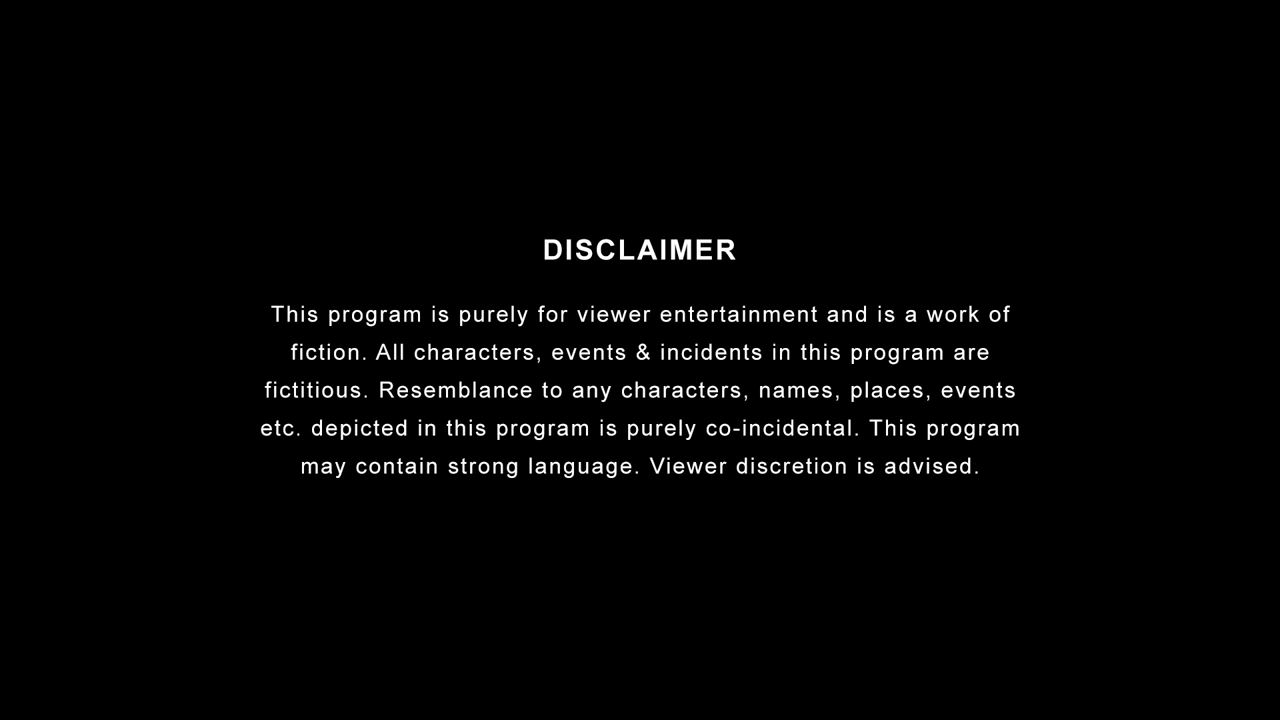 DISCLAIMER
This program is purely for viewer entertainment and is a work of
fiction. All characters, events & incidents in this program are
fictitious. Resemblance to any characters, names, places, events
etc. depicted in this program is purely co-incidental. This program
may contain strong language. Viewer discretion is advised.